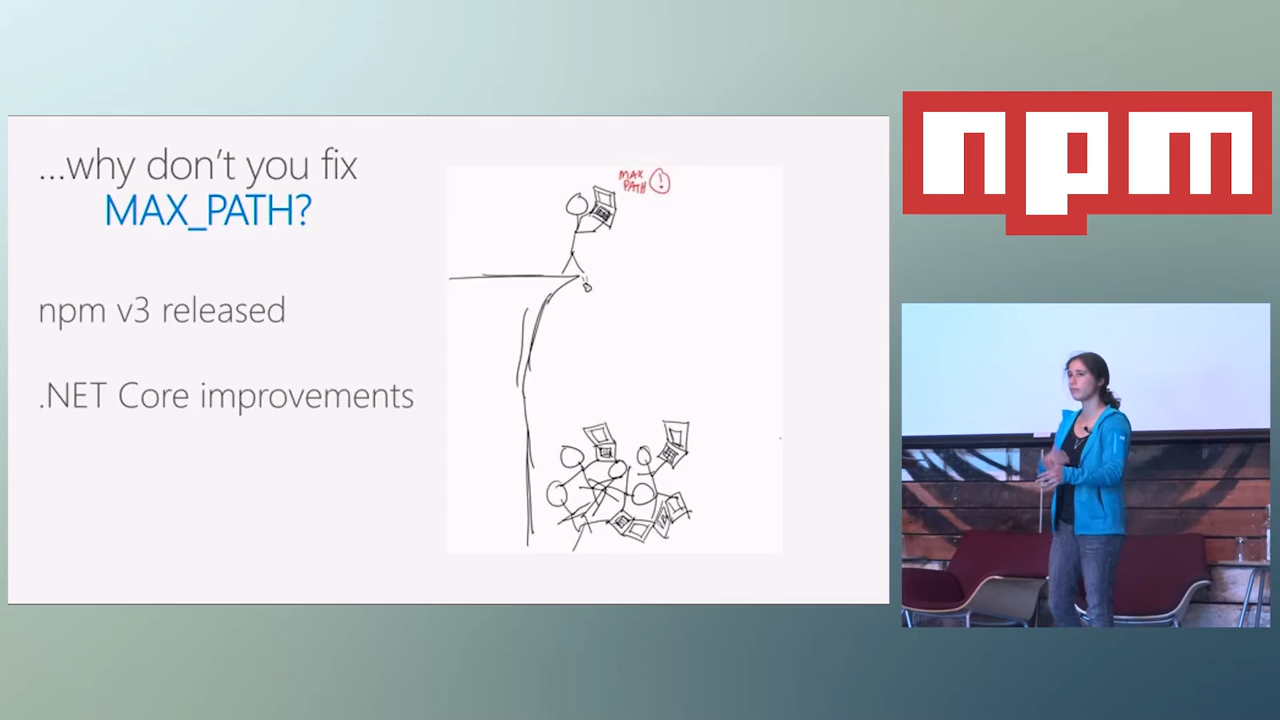 ...why don't you fix
MAX_PATH?
npm v3 released
.NET Core improvements
MAX
PATH !
npm